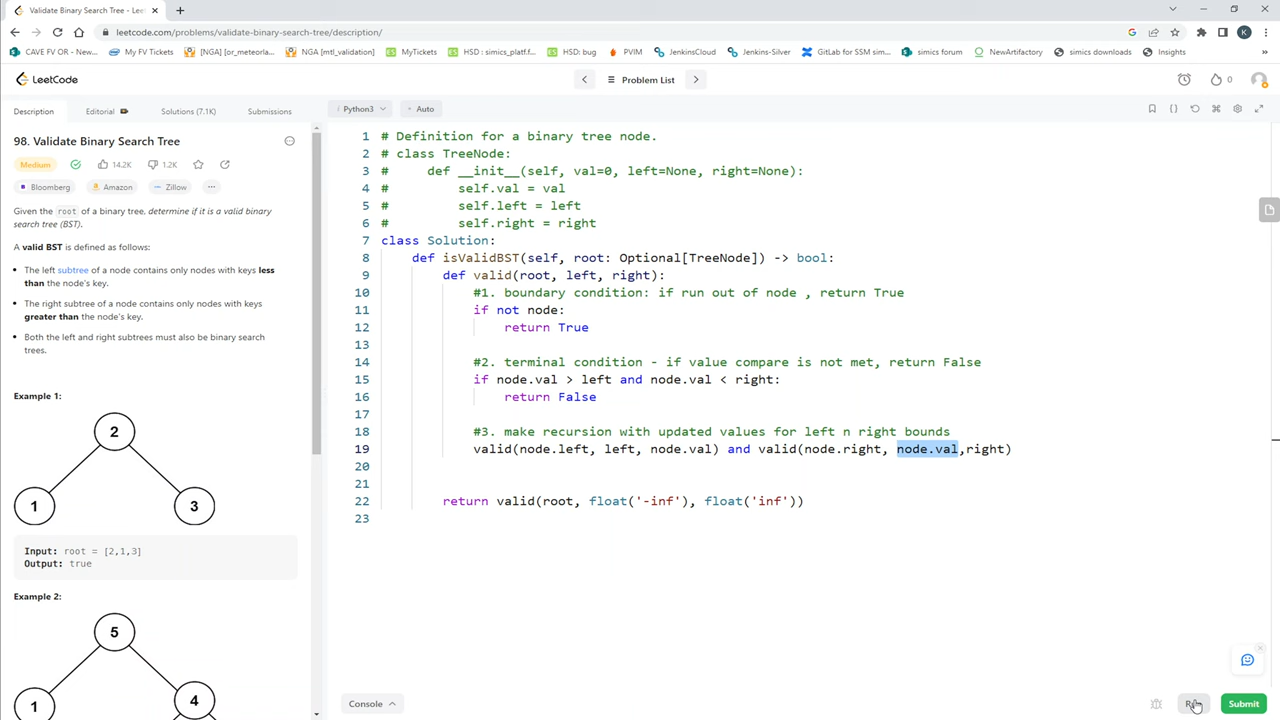 Validate Binary Search Tree - Leet
leetcode.com/problems/validate-binary-search-tree/description/
CAVE FV OR - New... My FV Tickets [NGA] [or_meteorla... NGA [mtl_validation] MyTickets HSD : simics_platf... HSD: bug PVIM JenkinsCloud Jenkins-Silver GitLab for SSM sim... simics forum NewArtifactory simics downloads Insights »
K
LeetCode
Problem List
0
Description Editorial Solutions (7.1K) Submissions
Python3 Auto
98. Validate Binary Search Tree
Medium 14.2K 1.2K
Bloomberg Amazon Zillow ...
Given the root of a binary tree, determine if it is a valid binary
search tree (BST).
A valid BST is defined as follows:
• The left subtree of a node contains only nodes with keys less
than the node's key.
• The right subtree of a node contains only nodes with keys
greater than the node's key.
• Both the left and right subtrees must also be binary search
trees.
Example 1:
2
1 3
Input: root = [2,1,3]
Output: true
Example 2:
5
1 4
1 # Definition for a binary tree node.
2 # class TreeNode:
3 #     def __init__(self, val=0, left=None, right=None):
4 #         self.val = val
5 #         self.left = left
6 #         self.right = right
7 class Solution:
8     def isValidBST(self, root: Optional[TreeNode]) -> bool:
9         def valid(root, left, right):
10             #1. boundary condition: if run out of node , return True
11             if not node:
12                 return True
13
14             #2. terminal condition - if value compare is not met, return False
15             if node.val > left and node.val < right:
16                 return False
17
18             #3. make recursion with updated values for left n right bounds
19             valid(node.left, left, node.val) and valid(node.right, node.val,right)
20
21
22         return valid(root, float('-inf'), float('inf'))
23
Console Submit